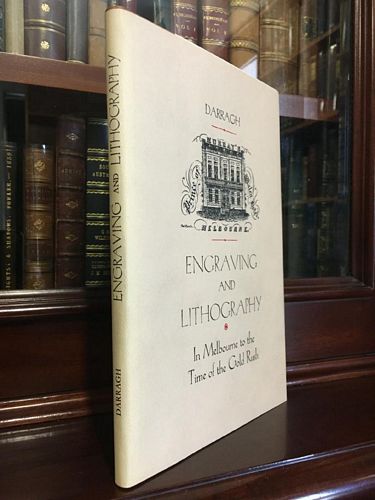 DARRAGH
MELBOURNE
ENGRAVING
AND
LITHOGRAPHY
In Melbourne to the
Time of the Gold Rush
DARRAGH ENGRAVING AND LITHOGRAPHY